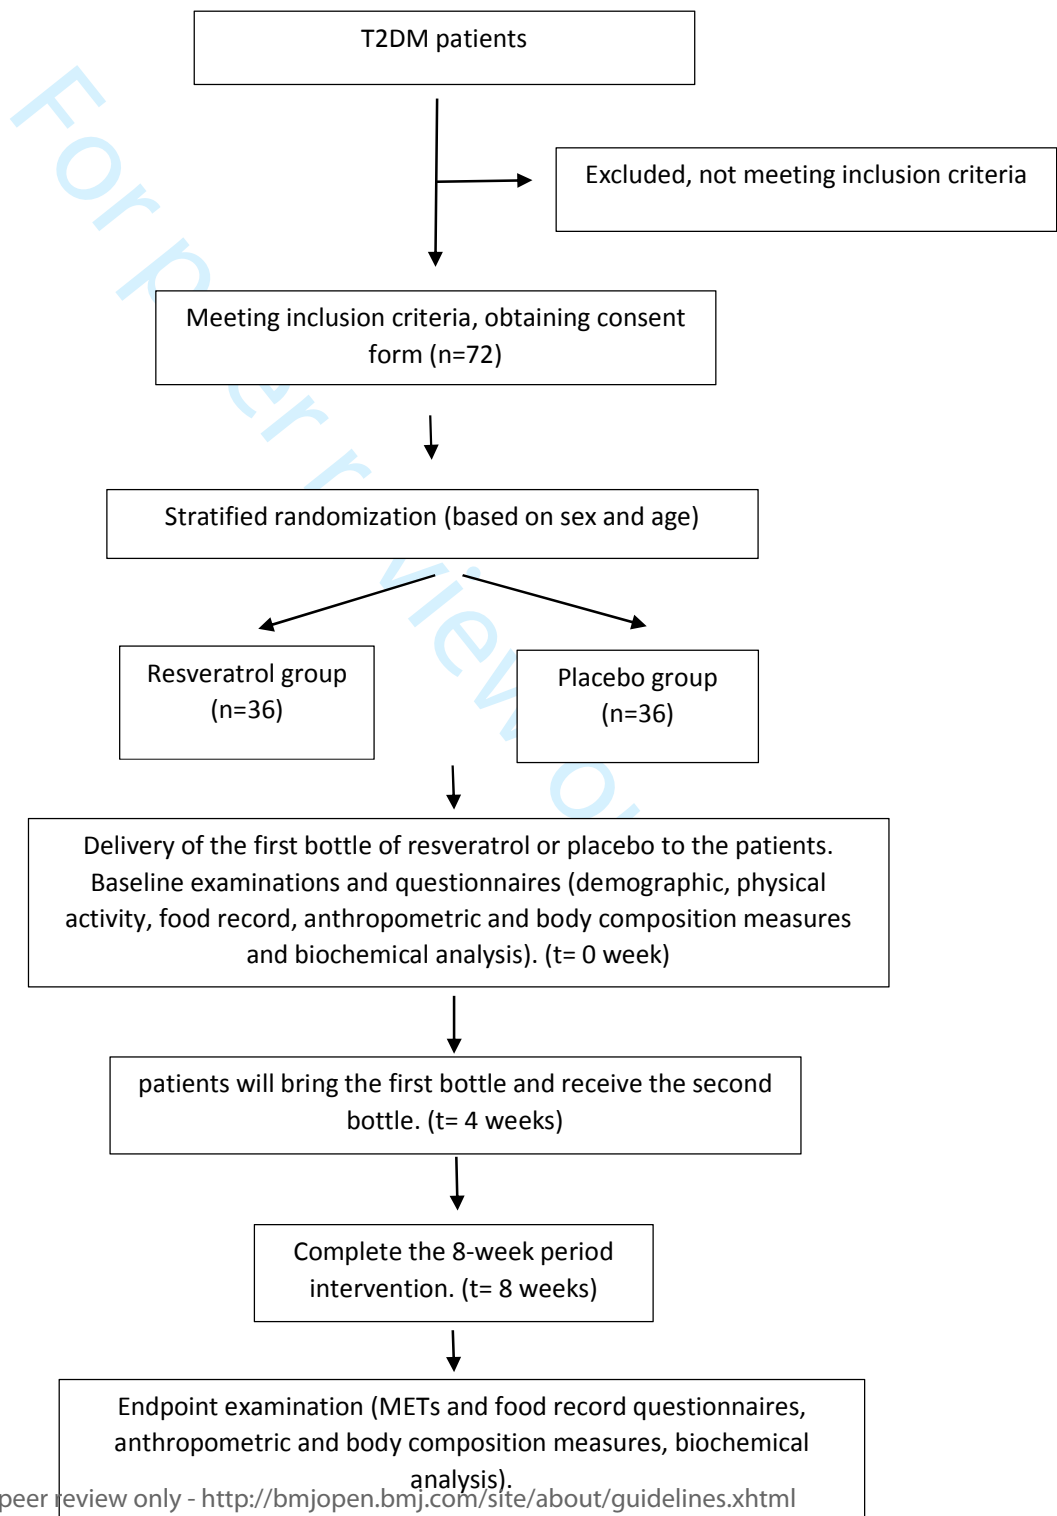 T2DM patients
Excluded, not meeting inclusion criteria
Meeting inclusion criteria, obtaining consent
form (n=72)
Stratified randomization (based on sex and age)
Resveratrol group
(n=36)
Placebo group
(n=36)
Delivery of the first bottle of resveratrol or placebo to the patients.
Baseline examinations and questionnaires (demographic, physical
activity, food record, anthropometric and body composition measures
and biochemical analysis). (t= 0 week)
patients will bring the first bottle and receive the second
bottle. (t= 4 weeks)
Complete the 8-week period
intervention. (t= 8 weeks)
Endpoint examination (METs and food record questionnaires,
anthropometric and body composition measures, biochemical
analysis).
peer review only - http://bmjopen.bmj.com/site/about/guidelines.xhtml
For peer review